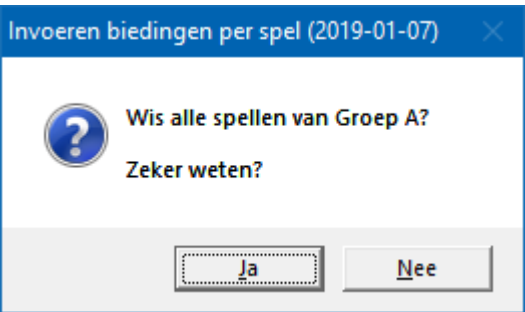 Invoeren biedingen per spel (2019-01-07)
Wis alle spellen van Groep A?
Zeker weten?
Ja
Nee